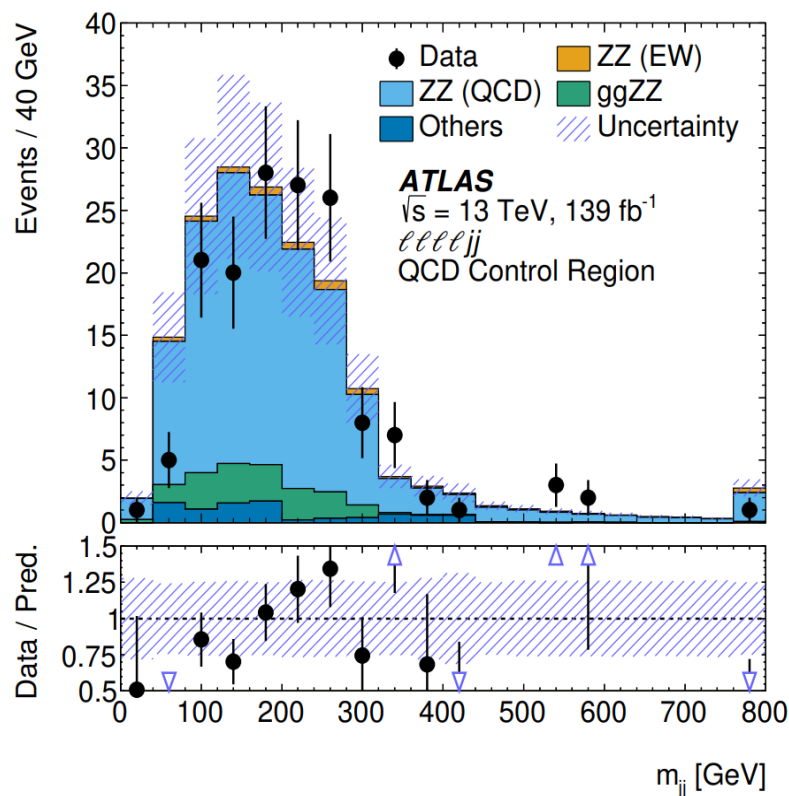 40
35
30
25
20
15
10
5
0
Events / 40 GeV
Data
ZZ (EW)
ZZ (QCD)
ggZZ
Others
Uncertainty
ATLAS
√s = 13 TeV, 139 fb⁻¹
ℓℓℓℓjj
QCD Control Region
1.5
1.25
1
0.75
0.5
Data / Pred.
0 100 200 300 400 500 600 700 800
m_jj [GeV]